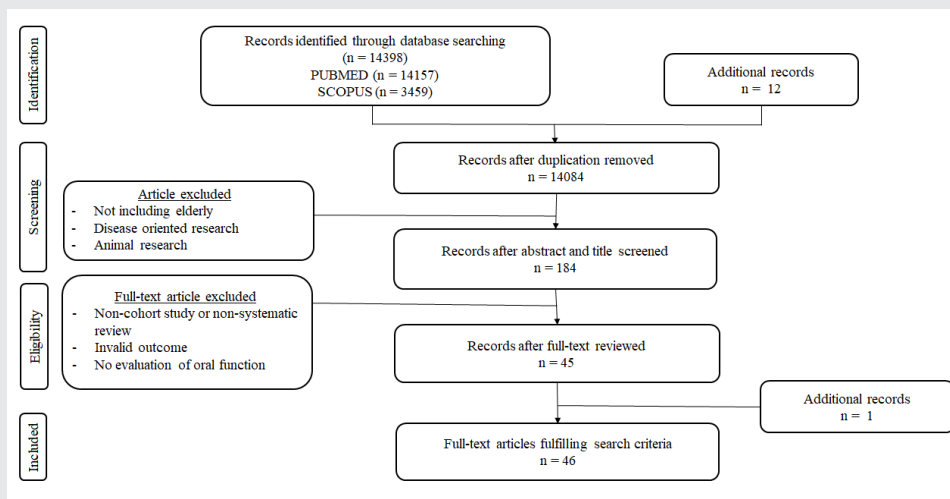 Identification
Records identified through database searching
(n = 14398)
PUBMED (n = 14157)
SCOPUS (n = 3459)
Additional records
n = 12
Screening
Records after duplication removed
n = 14084
Article excluded
- Not including elderly
- Disease oriented research
- Animal research
Records after abstract and title screened
n = 184
Eligibility
Full-text article excluded
- Non-cohort study or non-systematic
review
- Invalid outcome
- No evaluation of oral function
Records after full-text reviewed
n = 45
Additional records
n = 1
Included
Full-text articles fulfilling search criteria
n = 46